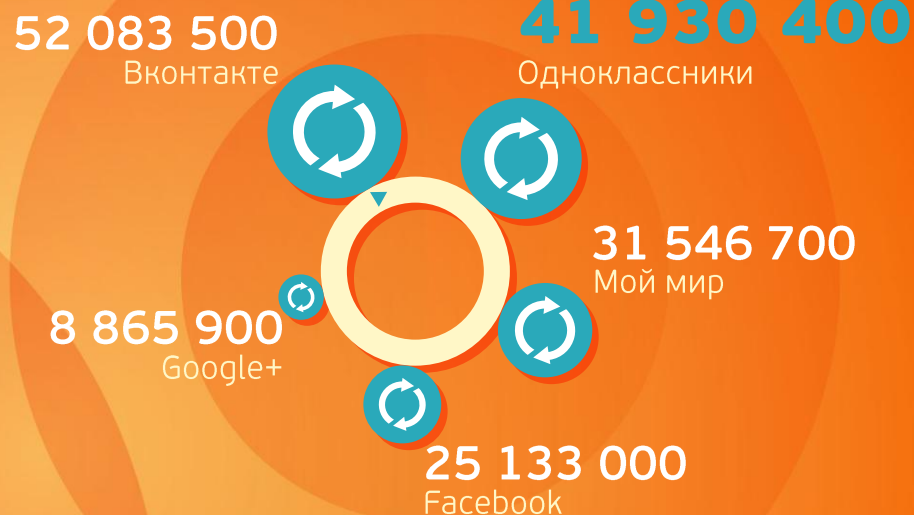 52 083 500
Вконтакте
41 930 400
Одноклассники
31 546 700
Мой мир
8 865 900
Google+
25 133 000
Facebook